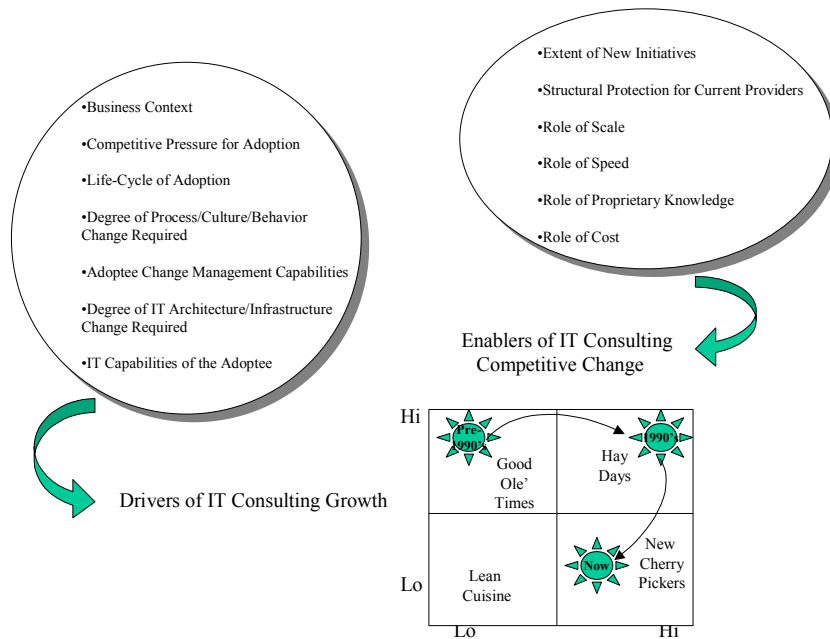 •Business Context
•Competitive Pressure for Adoption
•Life-Cycle of Adoption
•Degree of Process/Culture/Behavior
Change Required
•Adoptee Change Management Capabilities
•Degree of IT Architecture/Infrastructure
Change Required
•IT Capabilities of the Adoptee
Drivers of IT Consulting Growth
•Extent of New Initiatives
•Structural Protection for Current Providers
•Role of Scale
•Role of Speed
•Role of Proprietary Knowledge
•Role of Cost
Enablers of IT Consulting
Competitive Change
Hi
Pre-
1990's
Good
Ole’
Times
1990's
Hay
Days
Lo
Lean
Cuisine
Now
New
Cherry
Pickers
Lo
Hi